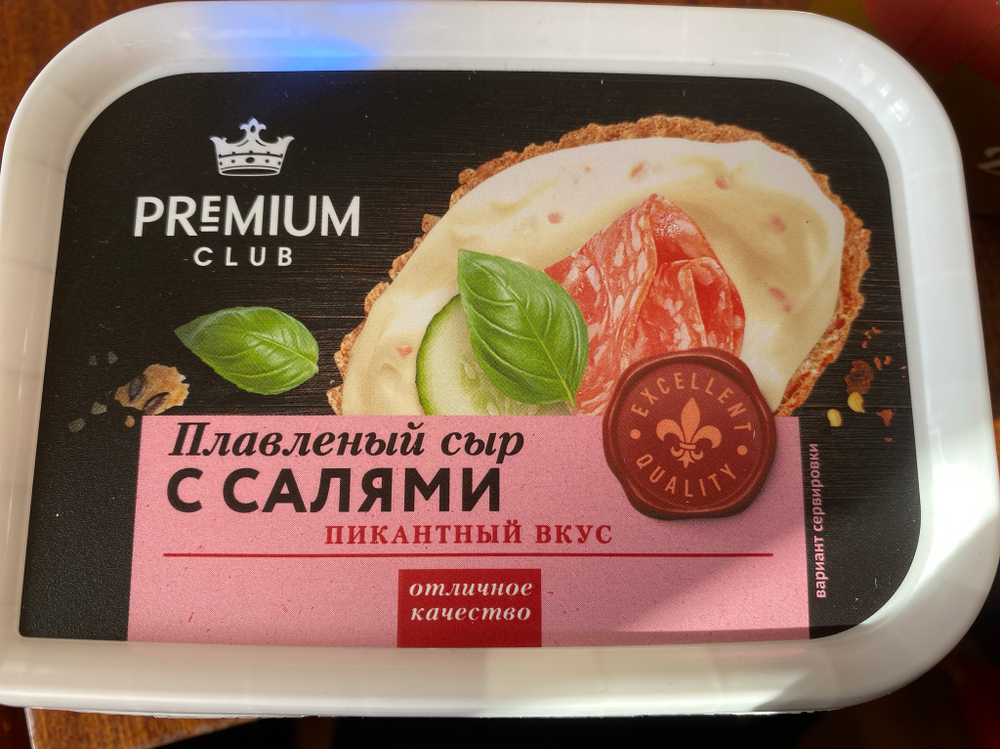 PREMIUM
CLUB
Плавленый сыр
С САЛЯМИ
ПИКАНТНЫЙ ВКУС
EXCELLENT
QUALITY
отличное
качество
вариант сервировки